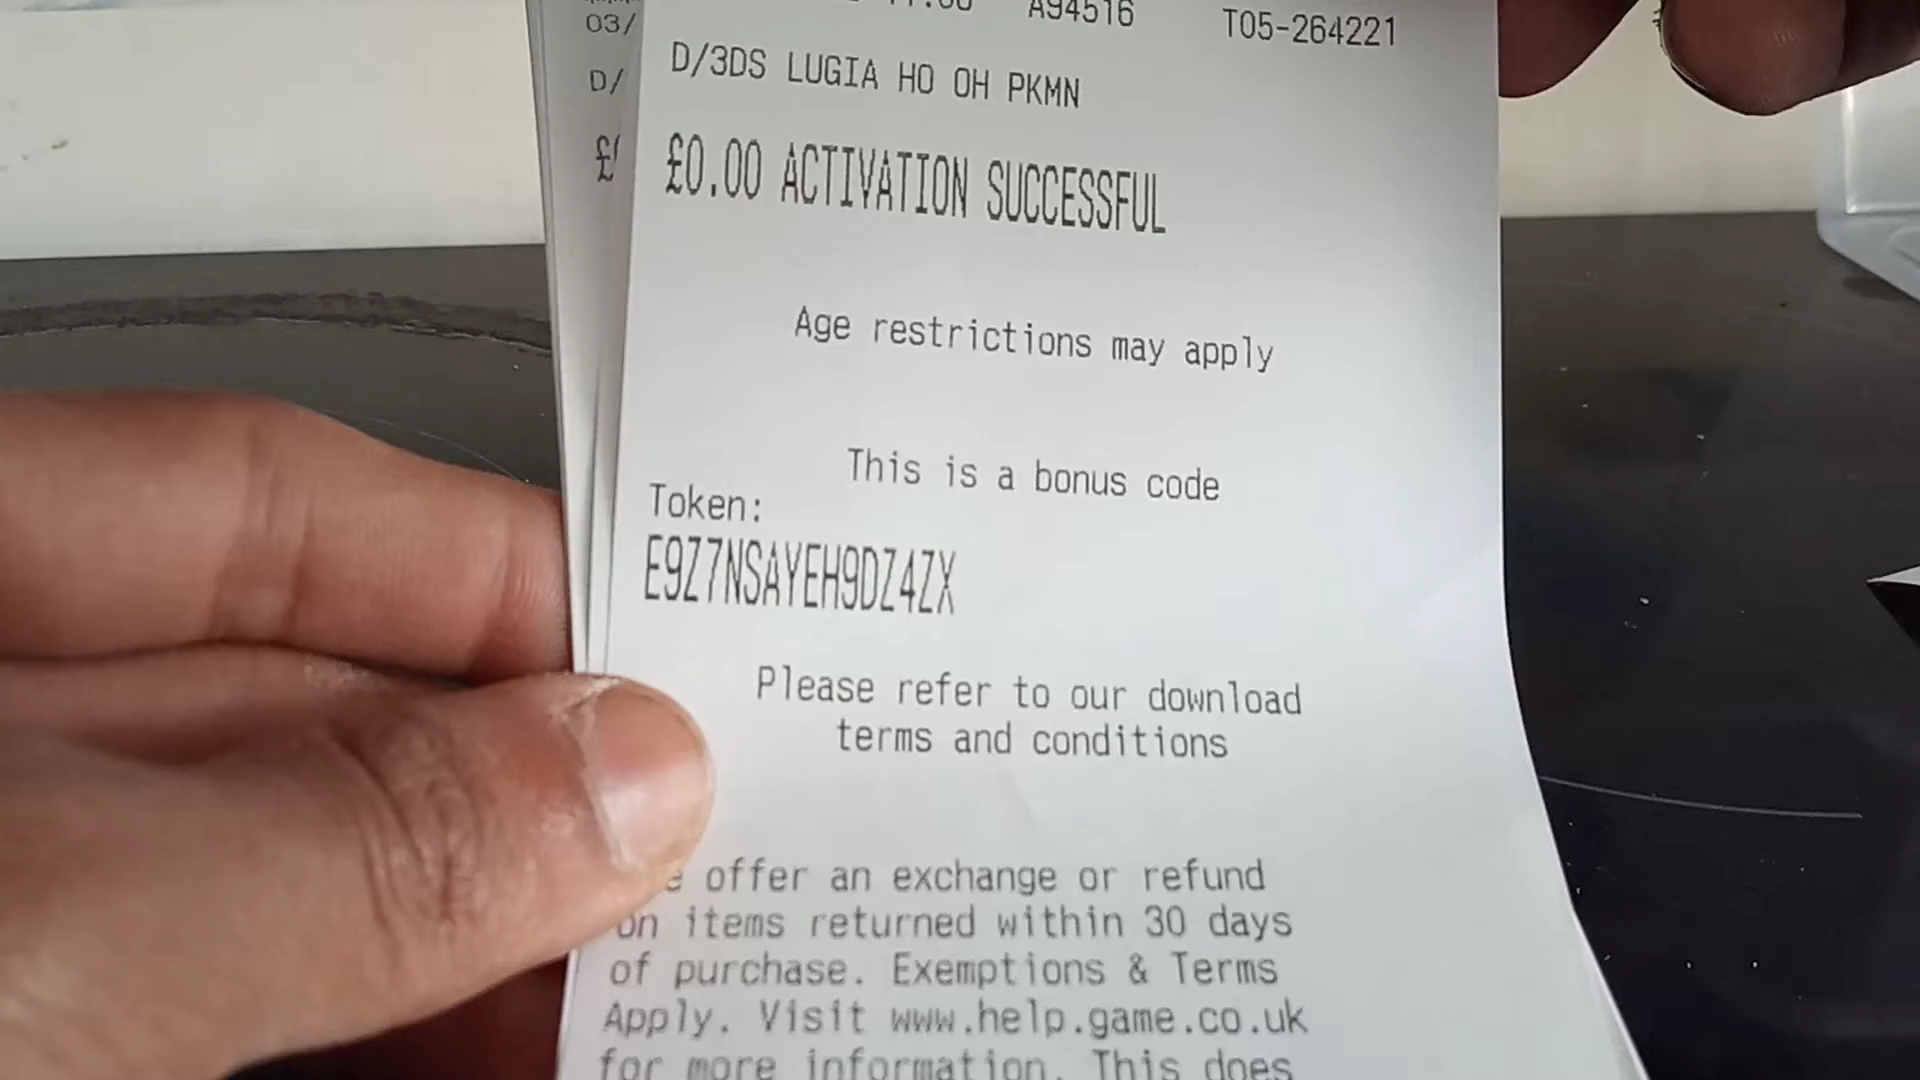 03/
A94516 T05-264221
D/
D/3DS LUGIA HO OH PKMN
£
£0.00 ACTIVATION SUCCESSFUL
Age restrictions may apply
This is a bonus code
Token:
E9Z7NSAYEH9DZ4ZX
Please refer to our download
terms and conditions
offer an exchange or refund
on items returned within 30 days
of purchase. Exemptions & Terms
Apply. Visit www.help.game.co.uk
for more information. This does